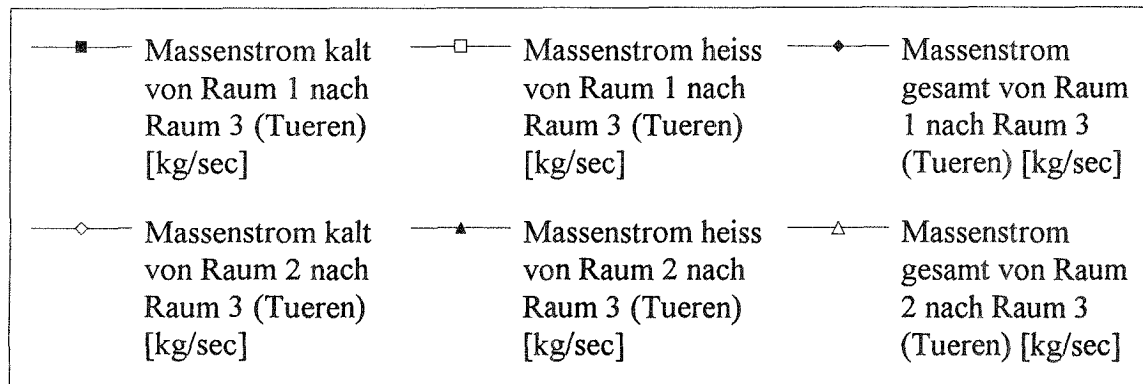 Massenstrom kalt
von Raum 1 nach
Raum 3 (Tueren)
[kg/sec]
Massenstrom heiss
von Raum 1 nach
Raum 3 (Tueren)
[kg/sec]
Massenstrom
gesamt von Raum
1 nach Raum 3
(Tueren) [kg/sec]
Massenstrom kalt
von Raum 2 nach
Raum 3 (Tueren)
[kg/sec]
Massenstrom heiss
von Raum 2 nach
Raum 3 (Tueren)
[kg/sec]
Massenstrom
gesamt von Raum
2 nach Raum 3
(Tueren) [kg/sec]